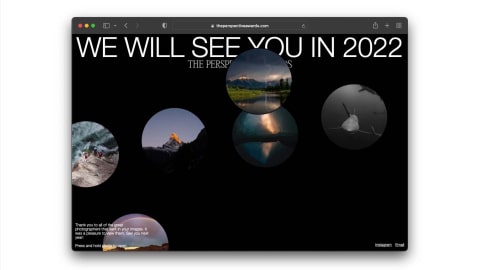 theperspectiveawards.com
WE WILL SEE YOU IN 2022
THE PERSP
S
Thank you to all of the great
photographers that sent in your images. It
was a pleasure to view them. See you next
year!
Press and hold
Instagram Email